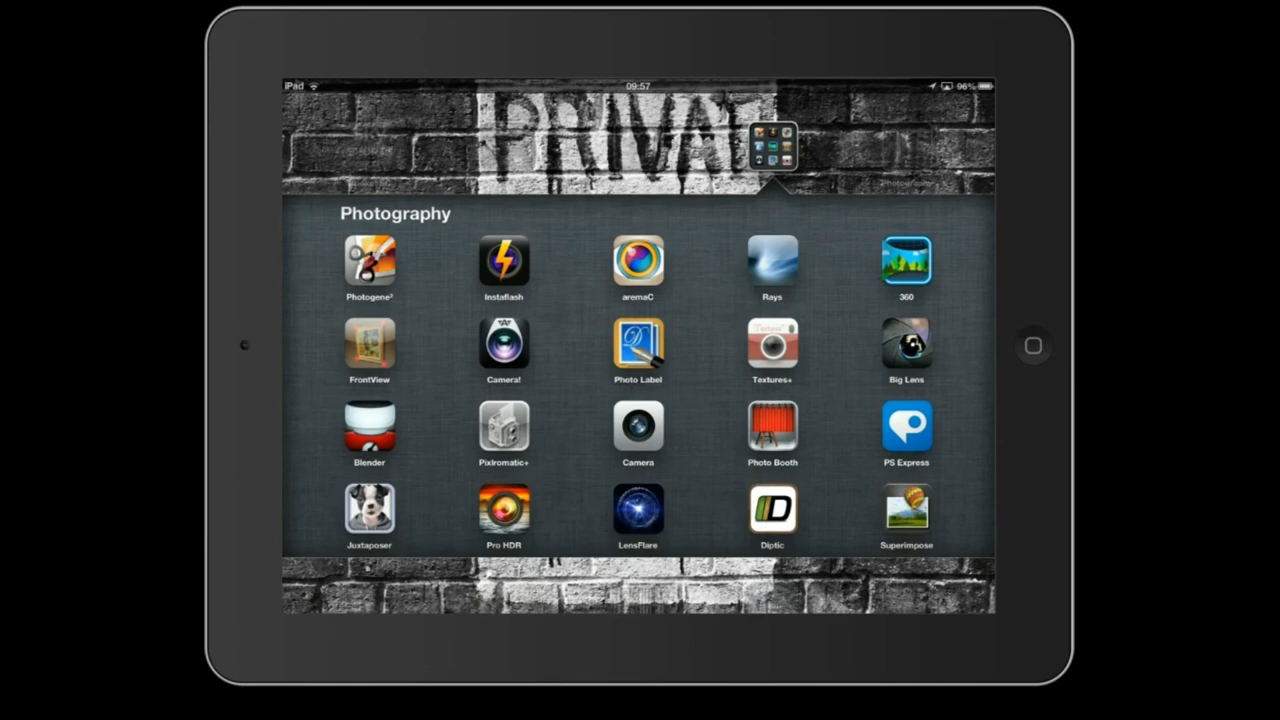 iPad 09:57 96%
PRIVAT
Photography
Photogene² Instaflash aremaC Rays 360
FrontView Camera! Photo Label Textures+ Big Lens
Blender Pixlromatic+ Camera Photo Booth PS Express
Juxtaposer Pro HDR LensFlare Diptic Superimpose